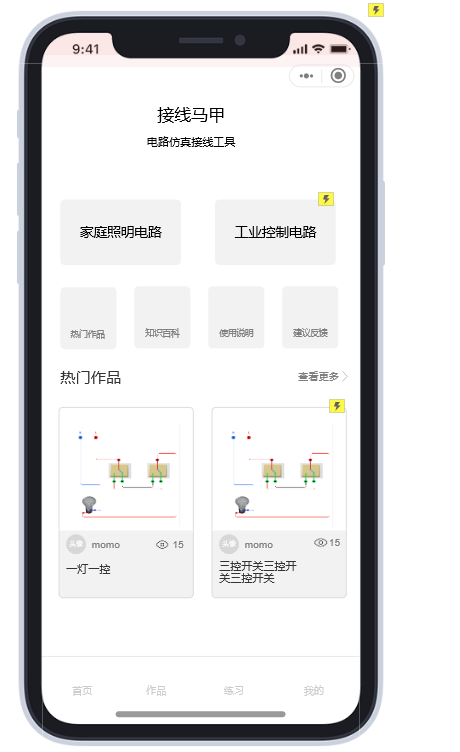 9:41
接线马甲
电路仿真接线工具
家庭照明电路
工业控制电路
热门作品
知识百科
使用说明
建议反馈
热门作品
查看更多
头像
momo
15
一灯一控
头像
momo
15
三控开关三控开
关三控开关
首页
作品
练习
我的